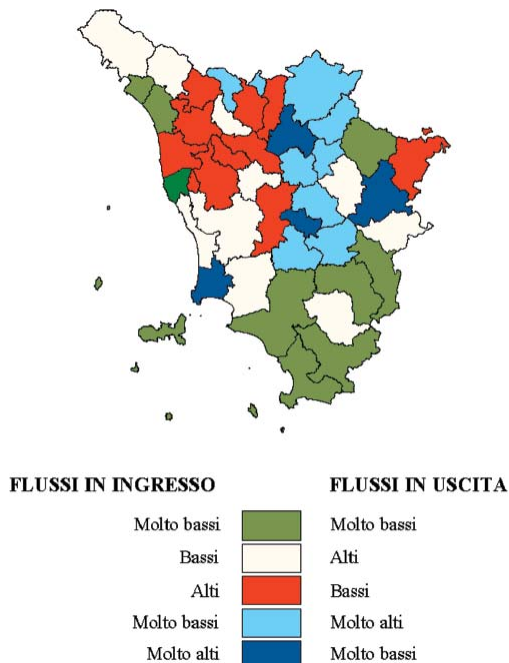 FLUSSI IN INGRESSO FLUSSI IN USCITA
Molto bassi Molto bassi
Bassi Alti
Alti Bassi
Molto bassi Molto alti
Molto alti Molto bassi